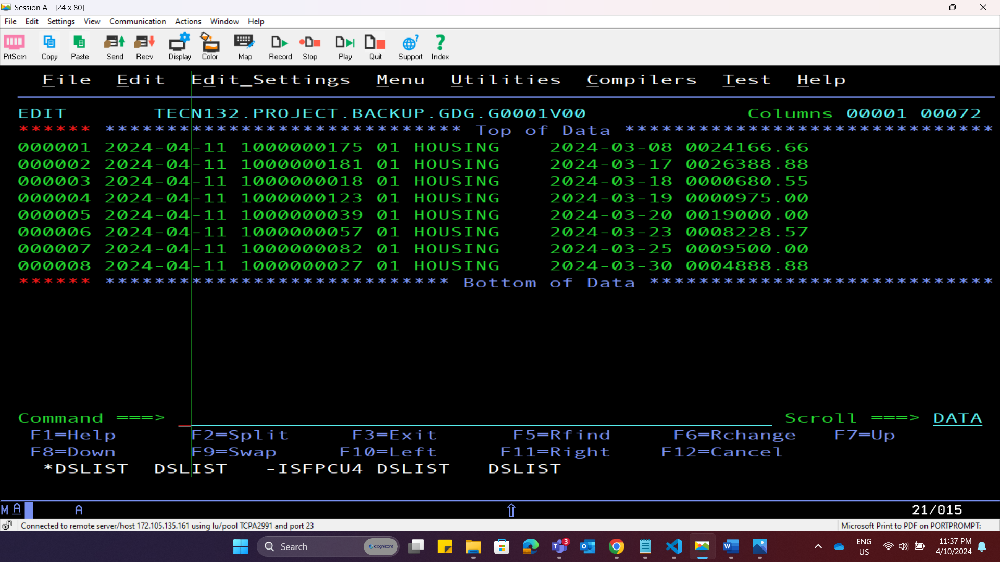 Session A - [24 x 80]
File Edit Settings View Communication Actions Window Help
PrtScrn Copy Paste Send Recv Display Color Map Record Stop Play Quit Support Index
File Edit Edit_Settings Menu Utilities Compilers Test Help
EDIT TECN132.PROJECT.BACKUP.GDG.G0001V00 Columns 00001 00072
****** ***************************** Top of Data ******************************
000001 2024-04-11 1000000175 01 HOUSING 2024-03-08 0024166.66
000002 2024-04-11 1000000181 01 HOUSING 2024-03-17 0026388.88
000003 2024-04-11 1000000018 01 HOUSING 2024-03-18 0000680.55
000004 2024-04-11 1000000123 01 HOUSING 2024-03-19 0000975.00
000005 2024-04-11 1000000039 01 HOUSING 2024-03-20 0019000.00
000006 2024-04-11 1000000057 01 HOUSING 2024-03-23 0008228.57
000007 2024-04-11 1000000082 01 HOUSING 2024-03-25 0009500.00
000008 2024-04-11 1000000027 01 HOUSING 2024-03-30 0004888.88
****** **************************** Bottom of Data ****************************
Command ===> Scroll ===> DATA
F1=Help F2=Split F3=Exit F5=Rfind F6=Rchange F7=Up
F8=Down F9=Swap F10=Left F11=Right F12=Cancel
*DSLIST DSLIST -ISFPCU4 DSLIST DSLIST
M A A 21/015
Connected to remote server/host 172.105.135.161 using lu/pool TCPA2991 and port 23 Microsoft Print to PDF on PORTPROMPT:
Search cognizant 3 ENG 11:37 PM
US 4/10/2024